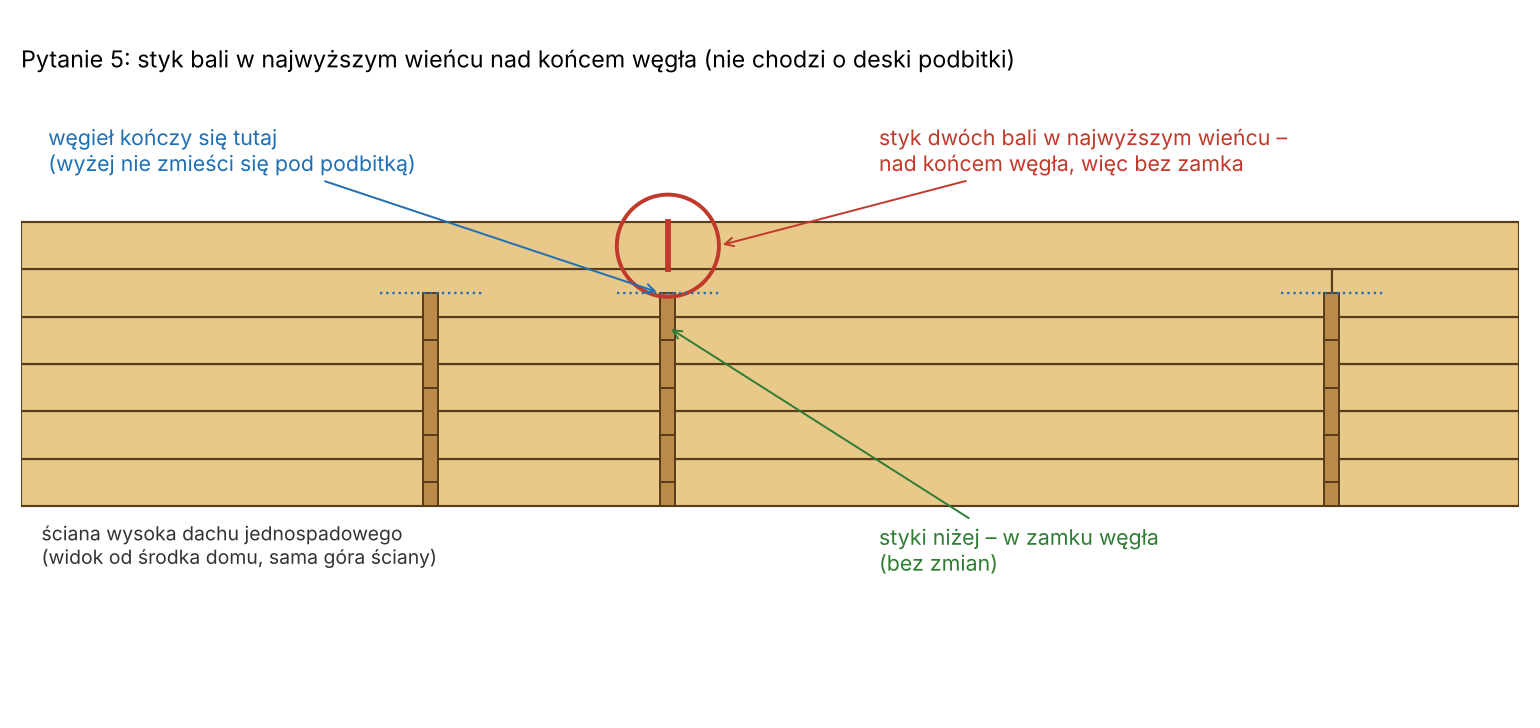 Pytanie 5: styk bali w najwyższym wieńcu nad końcem węgła (nie chodzi o deski podbitki)
węgieł kończy się tutaj
(wyżej nie zmieści się pod podbitką)
styk dwóch bali w najwyższym wieńcu –
nad końcem węgła, więc bez zamka
ściana wysoka dachu jednospadowego
(widok od środka domu, sama góra ściany)
styki niżej – w zamku węgła
(bez zmian)